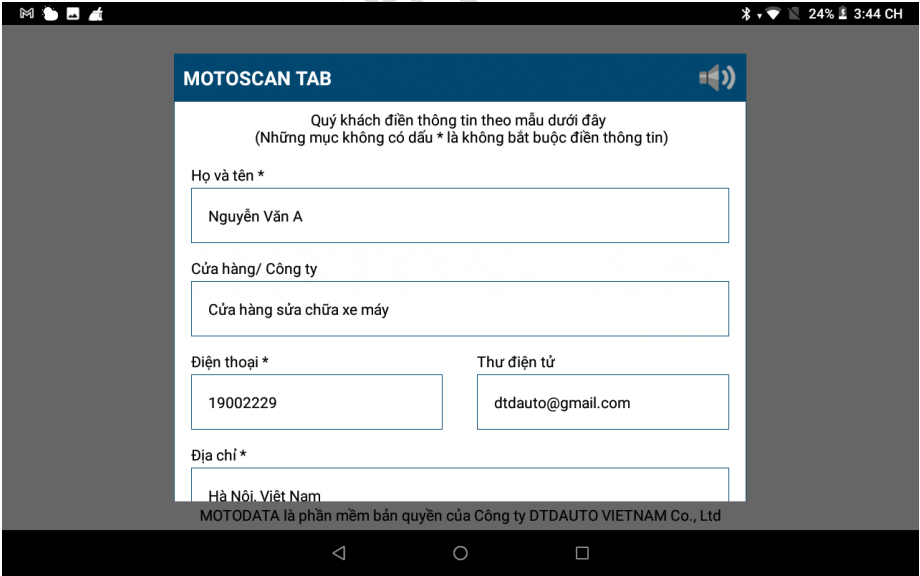 24% 3:44 CH
MOTOSCAN TAB
Quý khách điền thông tin theo mẫu dưới đây
(Những mục không có dấu * là không bắt buộc điền thông tin)
Họ và tên *
Nguyễn Văn A
Cửa hàng/ Công ty
Cửa hàng sửa chữa xe máy
Điện thoại *
Thư điện tử
19002229
dtdauto@gmail.com
Địa chỉ *
Hà Nội, Việt Nam
MOTODATA là phần mềm bản quyền của Công ty DTDAUTO VIETNAM Co., Ltd